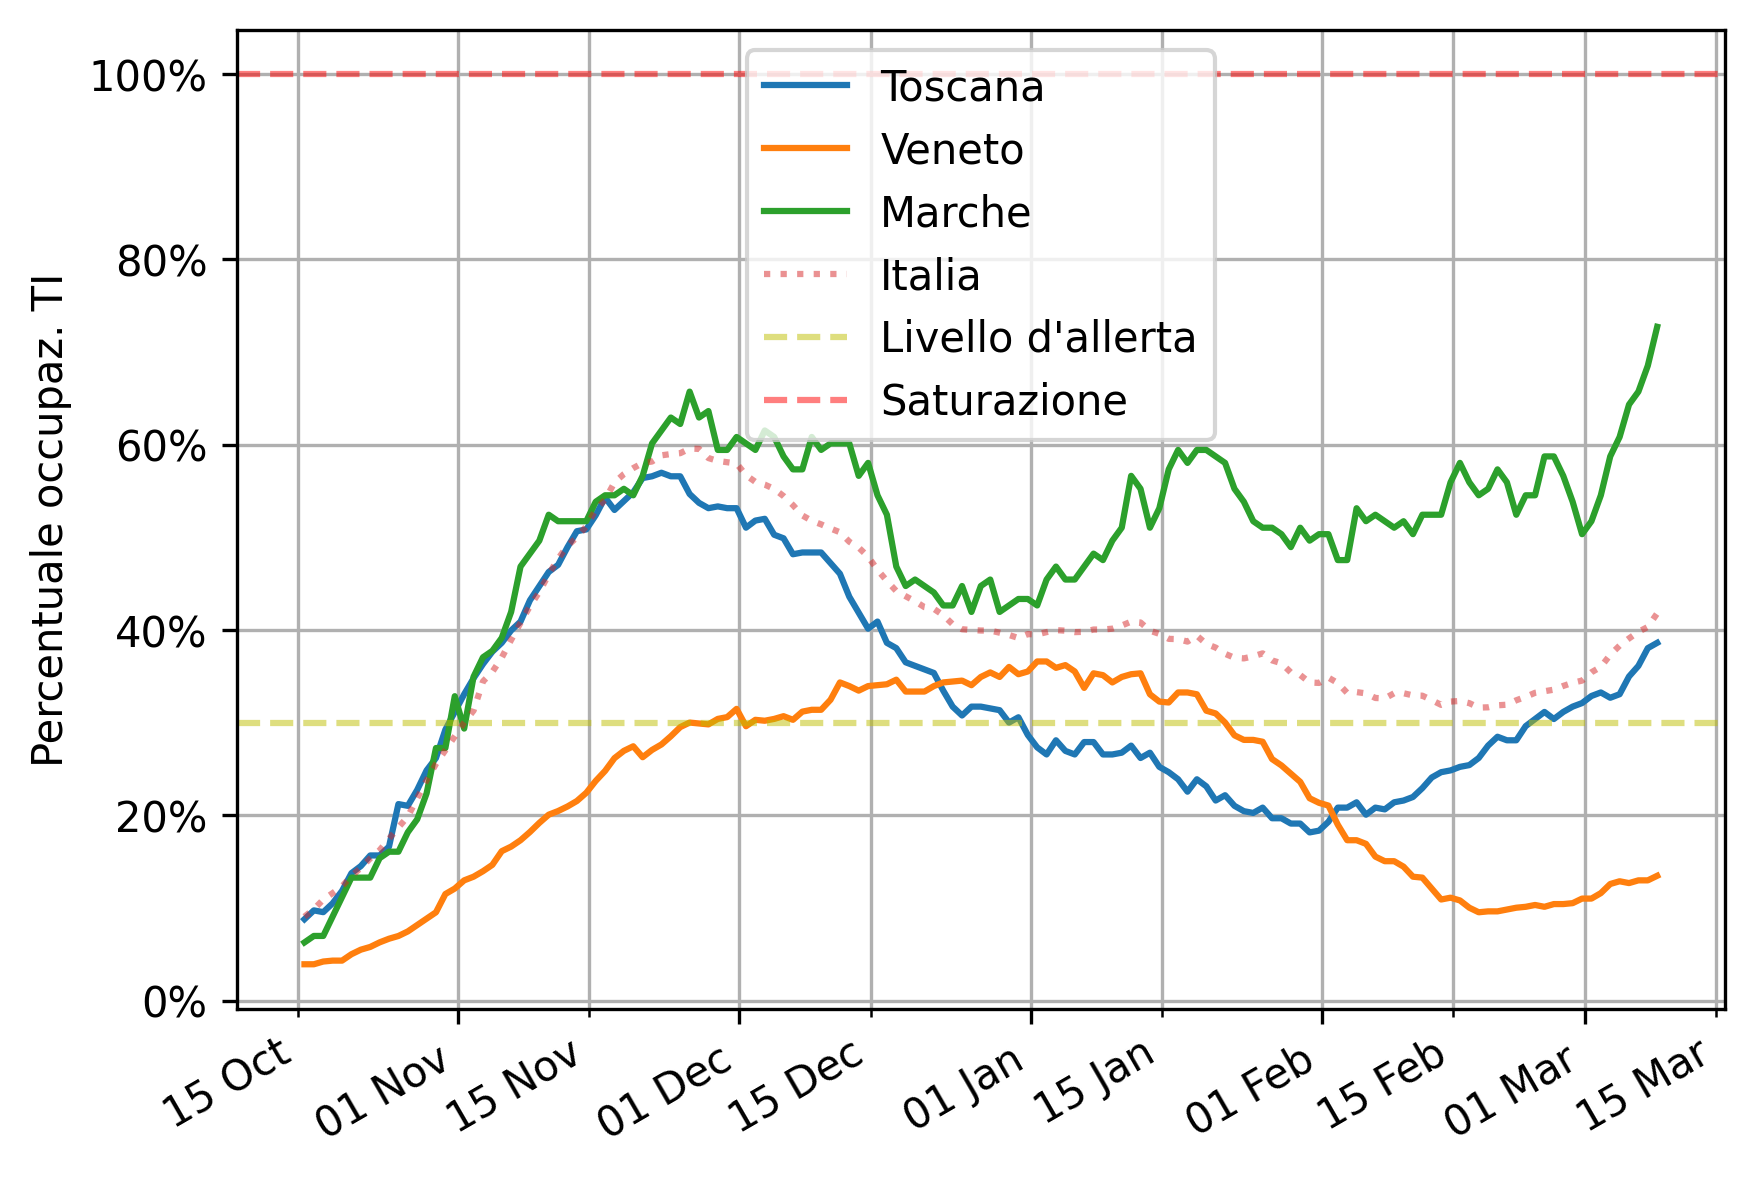 100%
80%
60%
40%
20%
0%
Percentuale occupaz. TI
Toscana
Veneto
Marche
Italia
Livello d'allerta
Saturazione
15 Oct
01 Nov
15 Nov
01 Dec
15 Dec
01 Jan
15 Jan
01 Feb
15 Feb
01 Mar
15 Mar